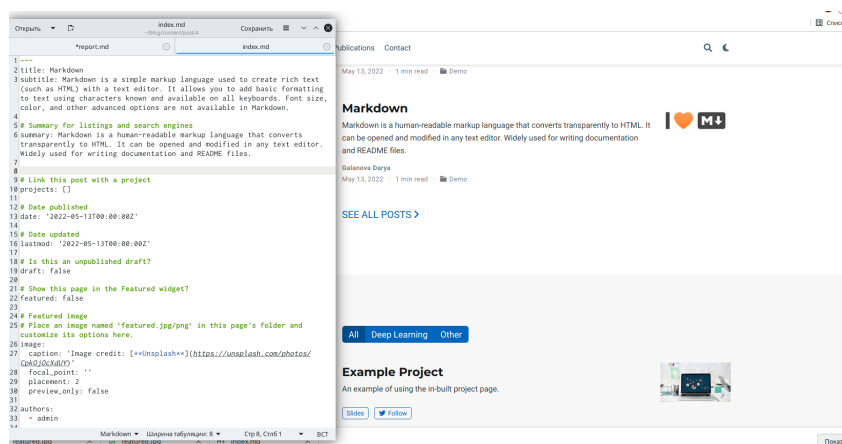 Открыть
index.md
~/blog/content/post/4
Сохранить
*report.md
index.md
1 ---
2 title: Markdown
3 subtitle: Markdown is a simple markup language used to create rich text
(such as HTML) with a text editor. It allows you to add basic formatting
to text using characters known and available on all keyboards. Font size,
color, and other advanced options are not available in Markdown.
4
5 # Summary for listings and search engines
6 summary: Markdown is a human-readable markup language that converts
transparently to HTML. It can be opened and modified in any text editor.
Widely used for writing documentation and README files.
7
8
9 # Link this post with a project
10 projects: []
11
12 # Date published
13 date: '2022-05-13T00:00:00Z'
14
15 # Date updated
16 lastmod: '2022-05-13T00:00:00Z'
17
18 # Is this an unpublished draft?
19 draft: false
20
21 # Show this page in the Featured widget?
22 featured: false
23
24 # Featured image
25 # Place an image named `featured.jpg/png` in this page's folder and
customize its options here.
26 image:
27 caption: 'Image credit: [**Unsplash**](https://unsplash.com/photos/
CpkOjOcXdUY)'
28 focal_point: ''
29 placement: 2
30 preview_only: false
31
32 authors:
33 - admin
Markdown
Ширина табуляции: 8
Стр 8, Стлб 1
ВСТ
featured.jpg
featured.jpg
index.md
Publications Contact
May 13, 2022 · 1 min read · Demo
Markdown
Markdown is a human-readable markup language that converts transparently to HTML. It
can be opened and modified in any text editor. Widely used for writing documentation
and README files.
Galanova Darya
May 13, 2022 · 1 min read · Demo
SEE ALL POSTS
All Deep Learning Other
Example Project
An example of using the in-built project page.
Slides Follow